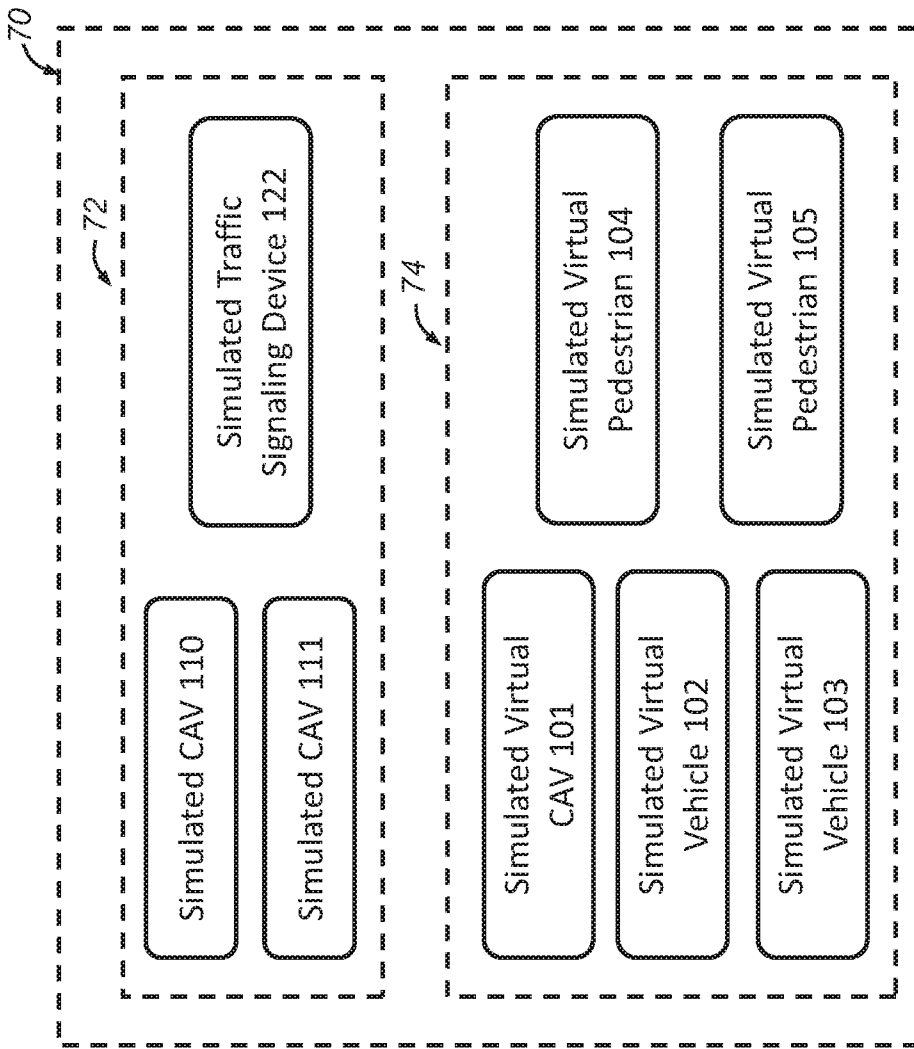 70
72
Simulated CAV 110
Simulated CAV 111
Simulated Traffic
Signaling Device 122
74
Simulated Virtual
CAV 101
Simulated Virtual
Vehicle 102
Simulated Virtual
Vehicle 103
Simulated Virtual
Pedestrian 104
Simulated Virtual
Pedestrian 105